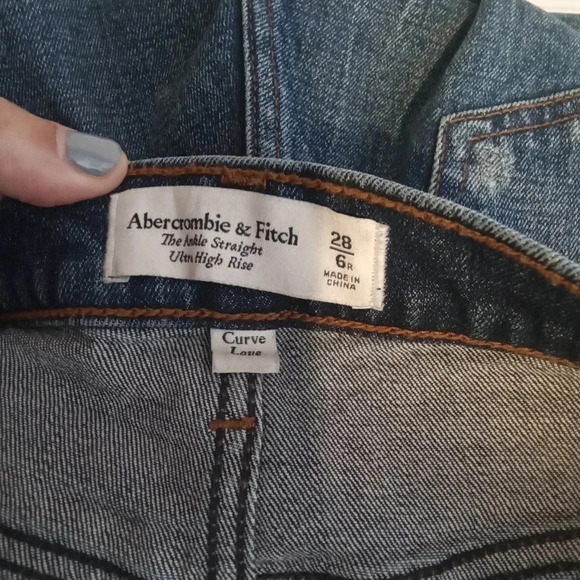 Abercrombie & Fitch
The Ankle Straight
Ultra High Rise
28
6R
MADE IN
CHINA
Curve
Love